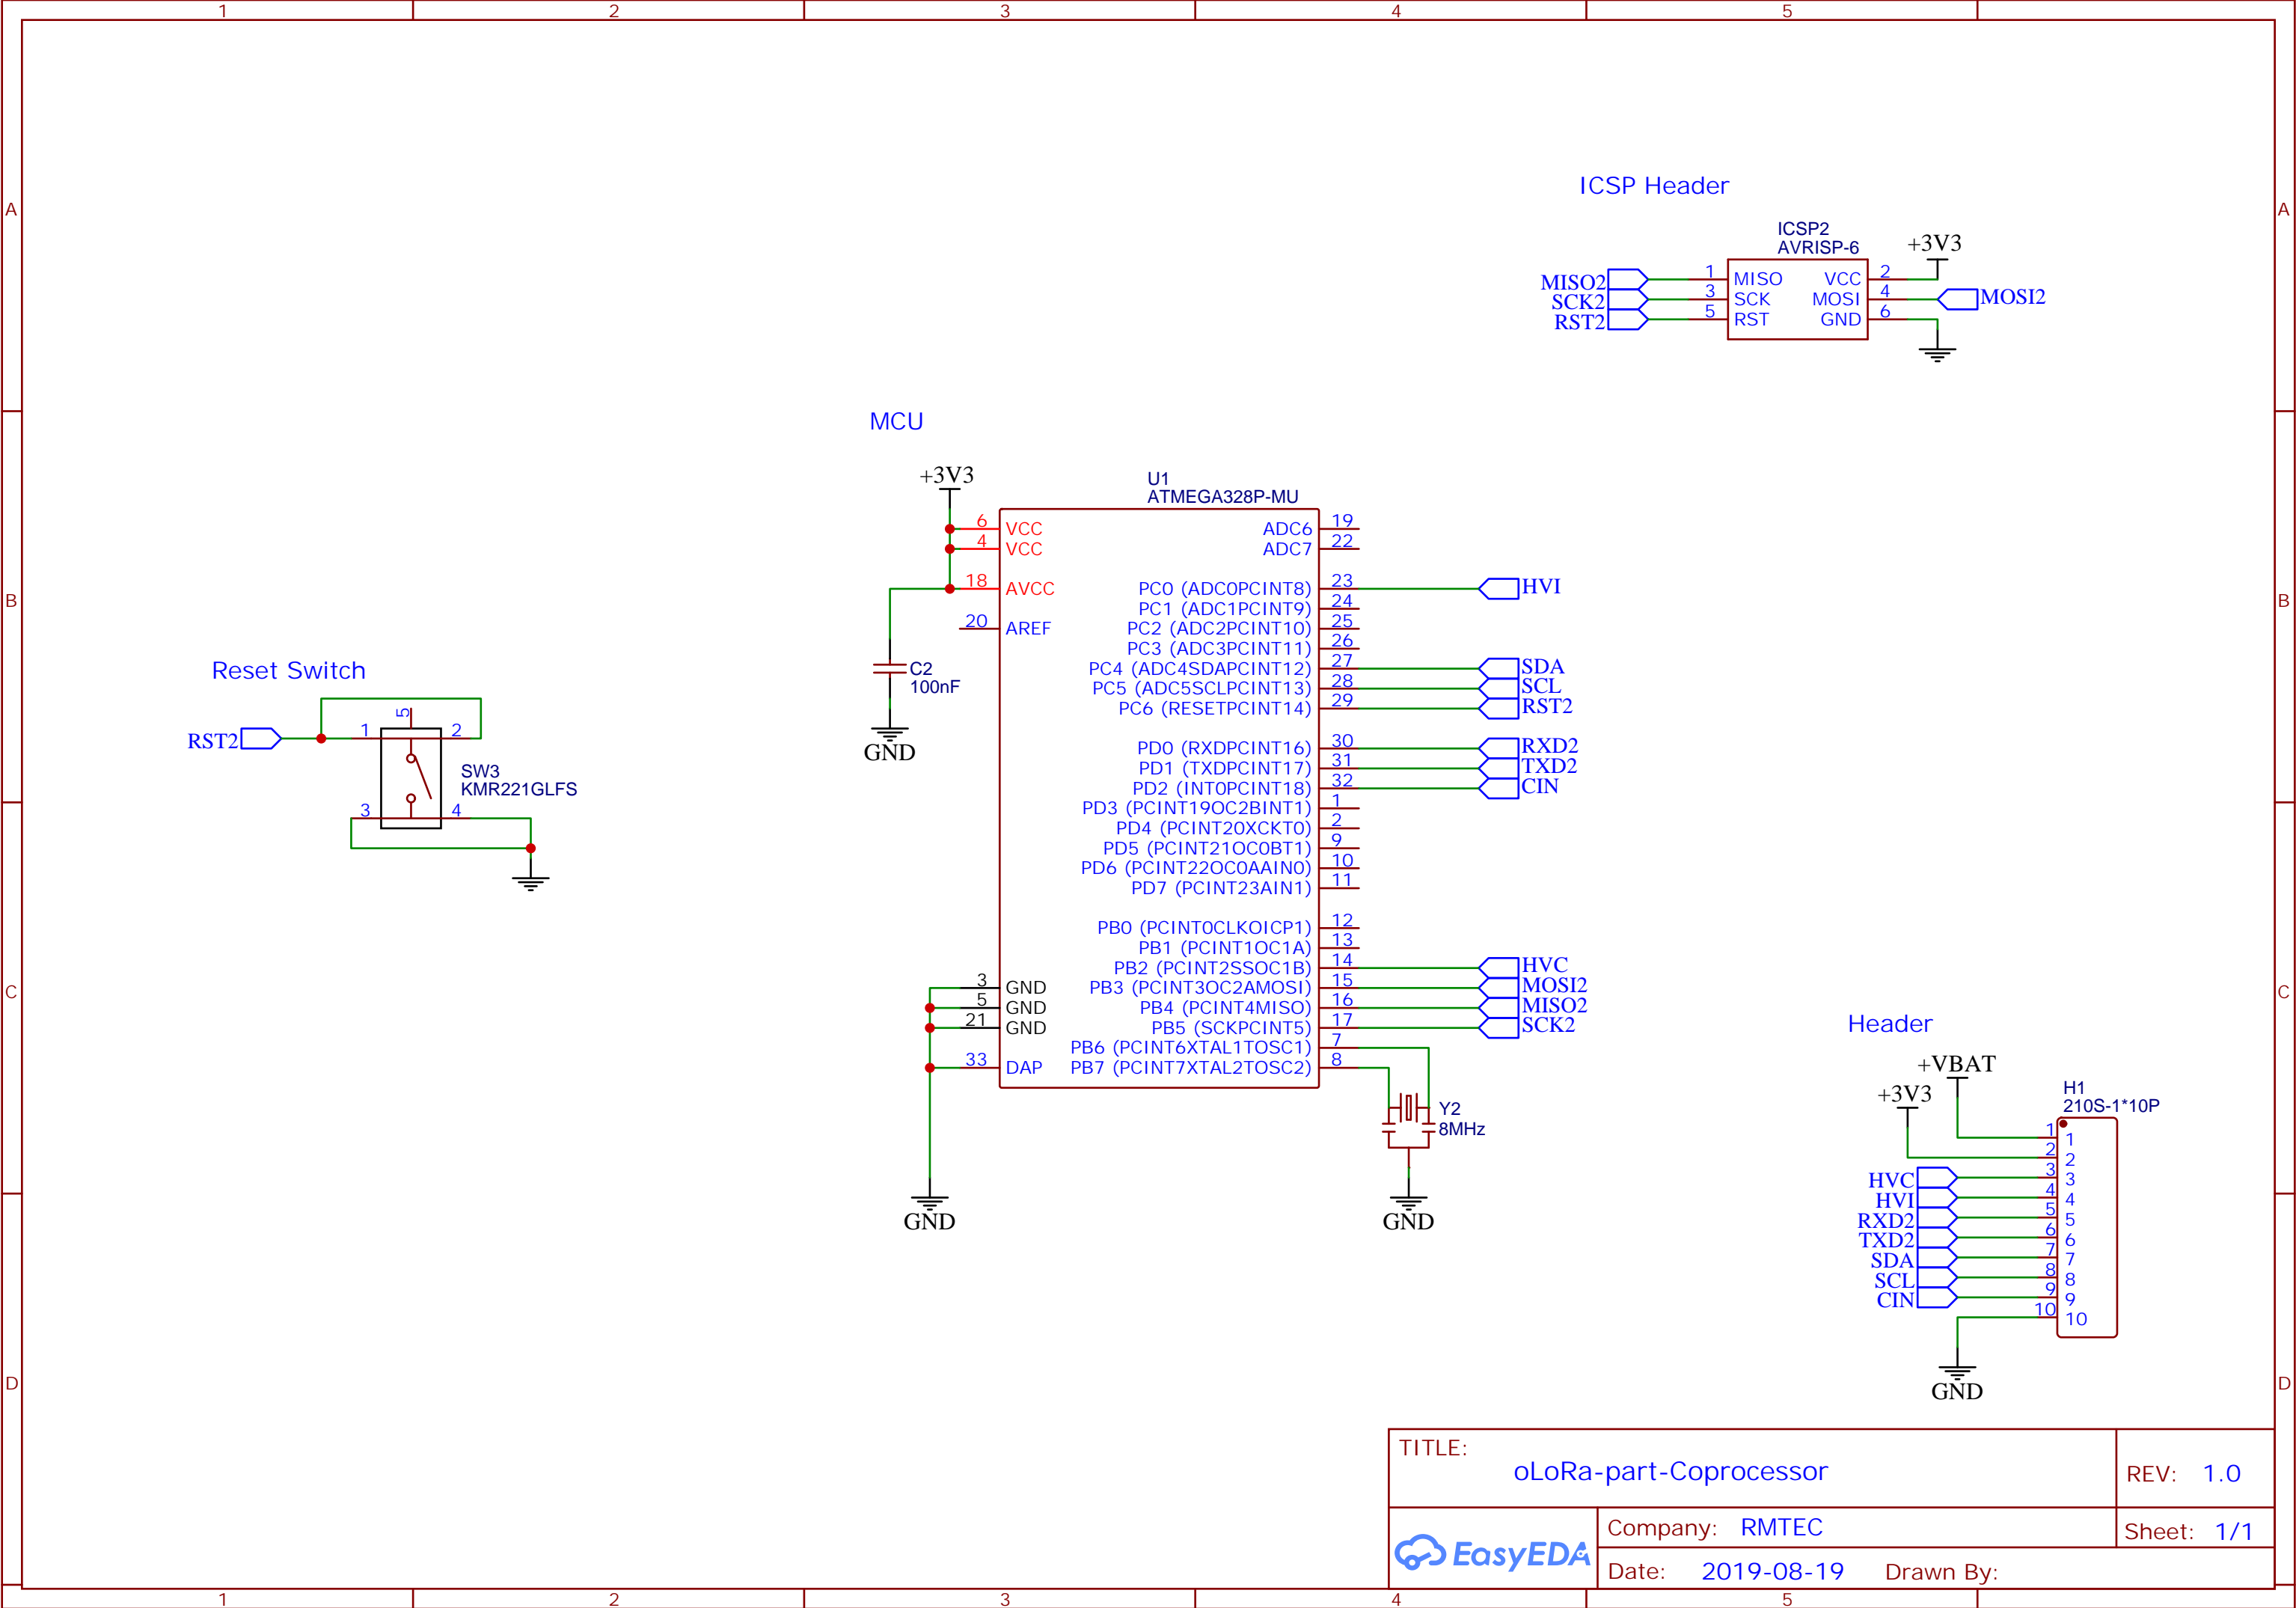 1 2 3 4 5
A A
B B
C C
D D
ICSP Header
ICSP2
AVRISP-6
+3V3
MISO2 1 MISO VCC 2
SCK2 3 SCK MOSI 4 MOSI2
RST2 5 RST GND 6
MCU
+3V3
U1
ATMEGA328P-MU
6 VCC
4 VCC
18 AVCC
20 AREF
C2
100nF
GND
3 GND
5 GND
21 GND
33 DAP
GND
ADC6 19
ADC7 22
PC0 (ADC0PCINT8) 23 HVI
PC1 (ADC1PCINT9) 24
PC2 (ADC2PCINT10) 25
PC3 (ADC3PCINT11) 26
PC4 (ADC4SDAPCINT12) 27 SDA
PC5 (ADC5SCLPCINT13) 28 SCL
PC6 (RESETPCINT14) 29 RST2
PD0 (RXDPCINT16) 30 RXD2
PD1 (TXDPCINT17) 31 TXD2
PD2 (INT0PCINT18) 32 CIN
PD3 (PCINT19OC2BINT1) 1
PD4 (PCINT20XCKT0) 2
PD5 (PCINT21OC0BT1) 9
PD6 (PCINT22OC0AAIN0) 10
PD7 (PCINT23AIN1) 11
PB0 (PCINT0CLKOICP1) 12
PB1 (PCINT1OC1A) 13
PB2 (PCINT2SSOC1B) 14 HVC
PB3 (PCINT3OC2AMOSI) 15 MOSI2
PB4 (PCINT4MISO) 16 MISO2
PB5 (SCKPCINT5) 17 SCK2
PB6 (PCINT6XTAL1TOSC1) 7
PB7 (PCINT7XTAL2TOSC2) 8
Y2
8MHz
GND
Reset Switch
5
RST2 1 2
SW3
KMR221GLFS
3 4
Header
+VBAT
+3V3
H1
210S-1*10P
1 1
2 2
HVC 3 3
HVI 4 4
RXD2 5 5
TXD2 6 6
SDA 7 7
SCL 8 8
CIN 9 9
10 10
GND
TITLE:
oLoRa-part-Coprocessor
REV: 1.0
EasyEDA
Company: RMTEC
Sheet: 1/1
Date: 2019-08-19 Drawn By:
1 2 3 4 5